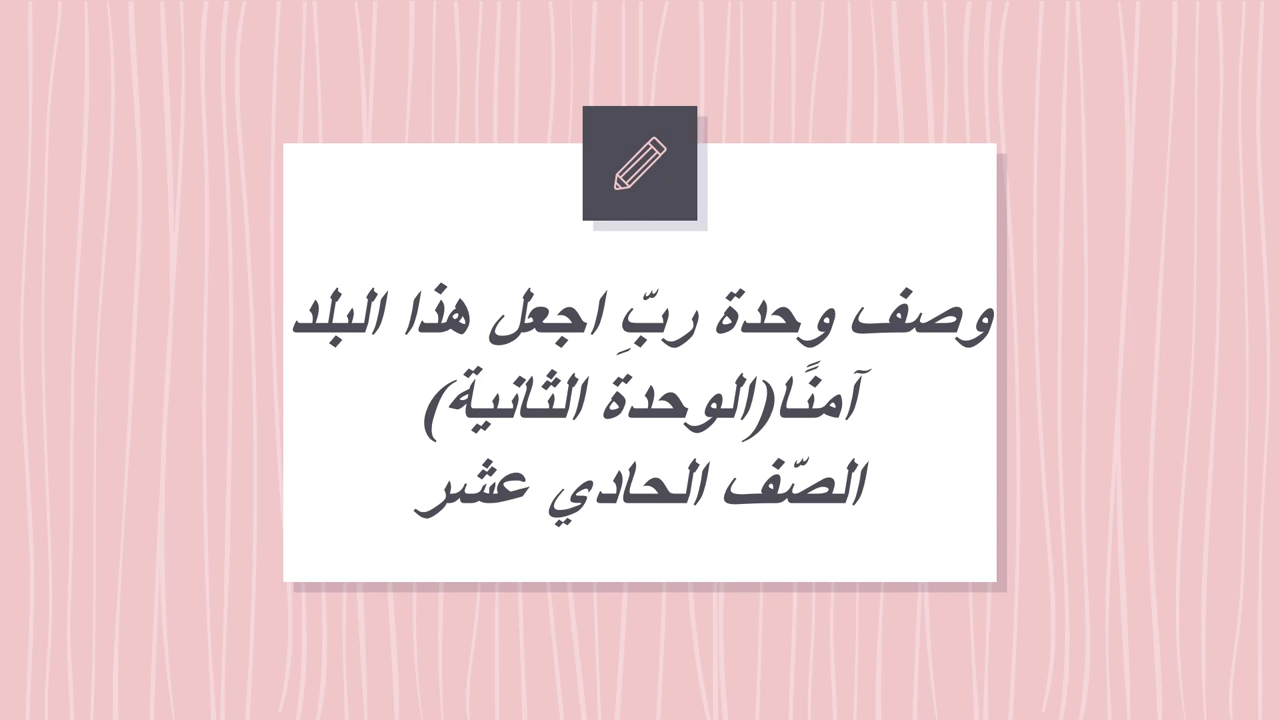 وصف وحدة ربّ اجعل هذا البلد
آمنًا(الوحدة الثانية)
الصّف الحادي عشر